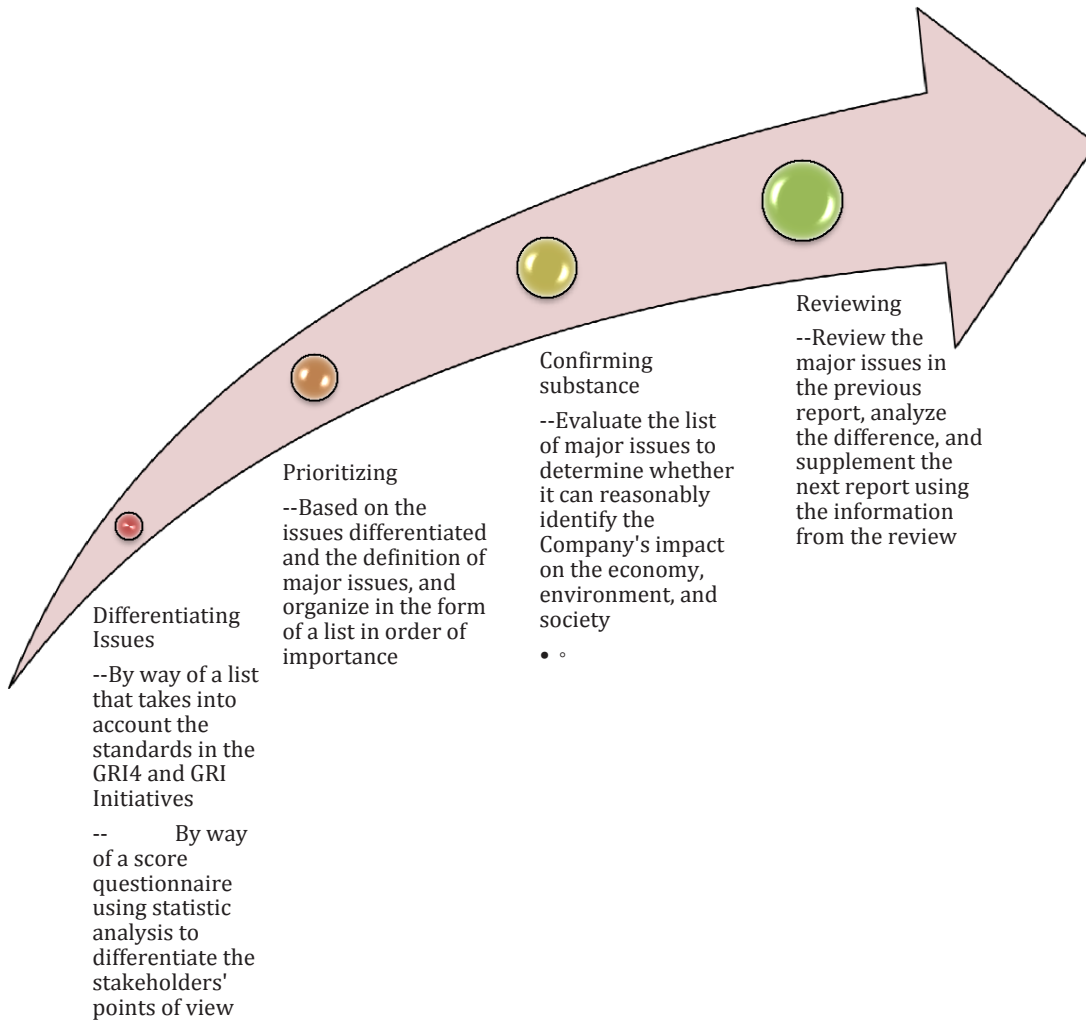 Differentiating
Issues
--By way of a list
that takes into
account the
standards in the
GRI4 and GRI
Initiatives
-- By way
of a score
questionnaire
using statistic
analysis to
differentiate the
stakeholders'
points of view
Prioritizing
--Based on the
issues differentiated
and the definition of
major issues, and
organize in the form
of a list in order of
importance
Confirming
substance
--Evaluate the list
of major issues to
determine whether
it can reasonably
identify the
Company's impact
on the economy,
environment, and
society
• ◦
Reviewing
--Review the
major issues in
the previous
report, analyze
the difference, and
supplement the
next report using
the information
from the review